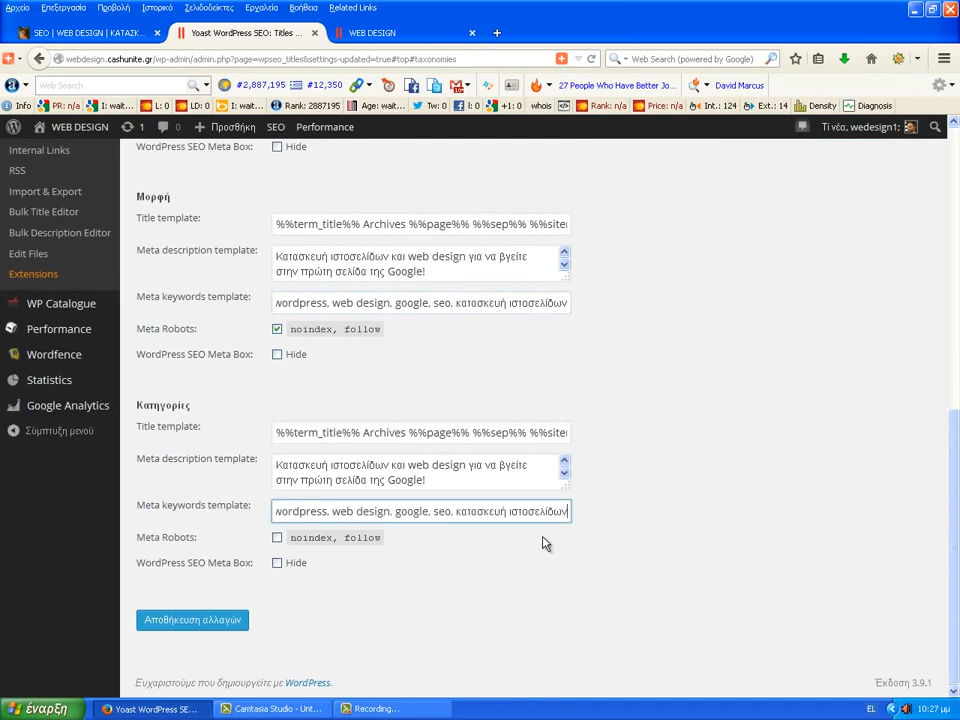 Αρχείο Επεξεργασία Προβολή Ιστορικό Σελιδοδείκτες Εργαλεία Βοήθεια Related Links
SEO | WEB DESIGN | ΚΑΤΑΣΚ... Yoast WordPress SEO: Titles ... WEB DESIGN
webdesign.cashunite.gr/wp-admin/admin.php?page=wpseo_titles&settings-updated=true#top#taxonomies
Web Search (powered by Google)
Web Search #2,887,195 #12,350 27 People Who Have Better Jo... David Marcus
Info PR: n/a I: wait... L: 0 LD: 0 I: wait... Rank: 2887195 Age: wait... Tw: 0 l: 0 +1: 0 whois Rank: n/a Price: n/a Int.: 124 Ext.: 14 Density Diagnosis
WEB DESIGN 1 0 Προσθήκη SEO Performance Τί νέα, wedesign1;
Internal Links
RSS
Import & Export
Bulk Title Editor
Bulk Description Editor
Edit Files
Extensions
WP Catalogue
Performance
Wordfence
Statistics
Google Analytics
Σύμπτυξη μενού
WordPress SEO Meta Box: Hide
Μορφή
Title template: %%term_title%% Archives %%page%% %%sep%% %%site
Meta description template: Κατασκευή ιστοσελίδων και web design για να βγείτε
στην πρώτη σελίδα της Google!
Meta keywords template: wordpress, web design, google, seo, κατασκευή ιστοσελίδων
Meta Robots: noindex, follow
WordPress SEO Meta Box: Hide
Κατηγορίες
Title template: %%term_title%% Archives %%page%% %%sep%% %%site
Meta description template: Κατασκευή ιστοσελίδων και web design για να βγείτε
στην πρώτη σελίδα της Google!
Meta keywords template: wordpress, web design, google, seo, κατασκευή ιστοσελίδων
Meta Robots: noindex, follow
WordPress SEO Meta Box: Hide
Αποθήκευση αλλαγών
Ευχαριστούμε που δημιουργείτε με WordPress. Έκδοση 3.9.1
έναρξη Yoast WordPress SE... Camtasia Studio - Unt... Recording... EL 10:27 μμ